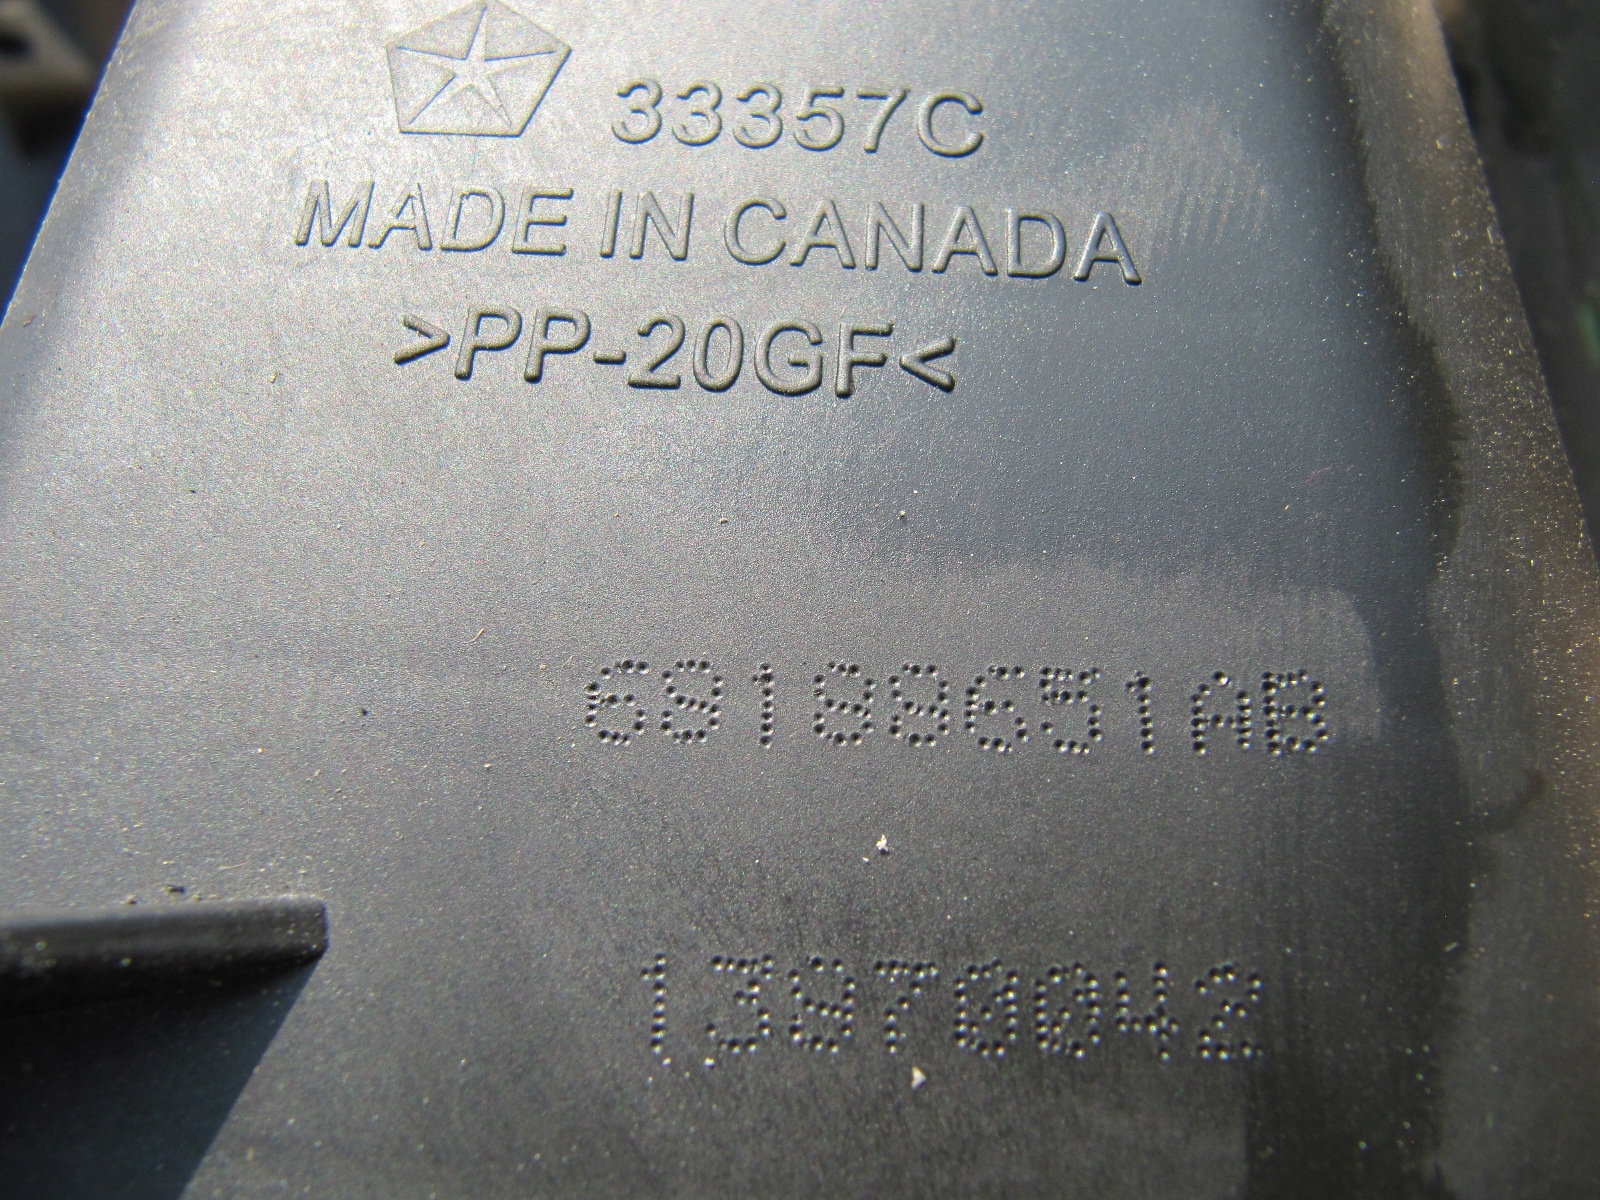 33357C
MADE IN CANADA
>PP-20GF<
68188651AB
13870042